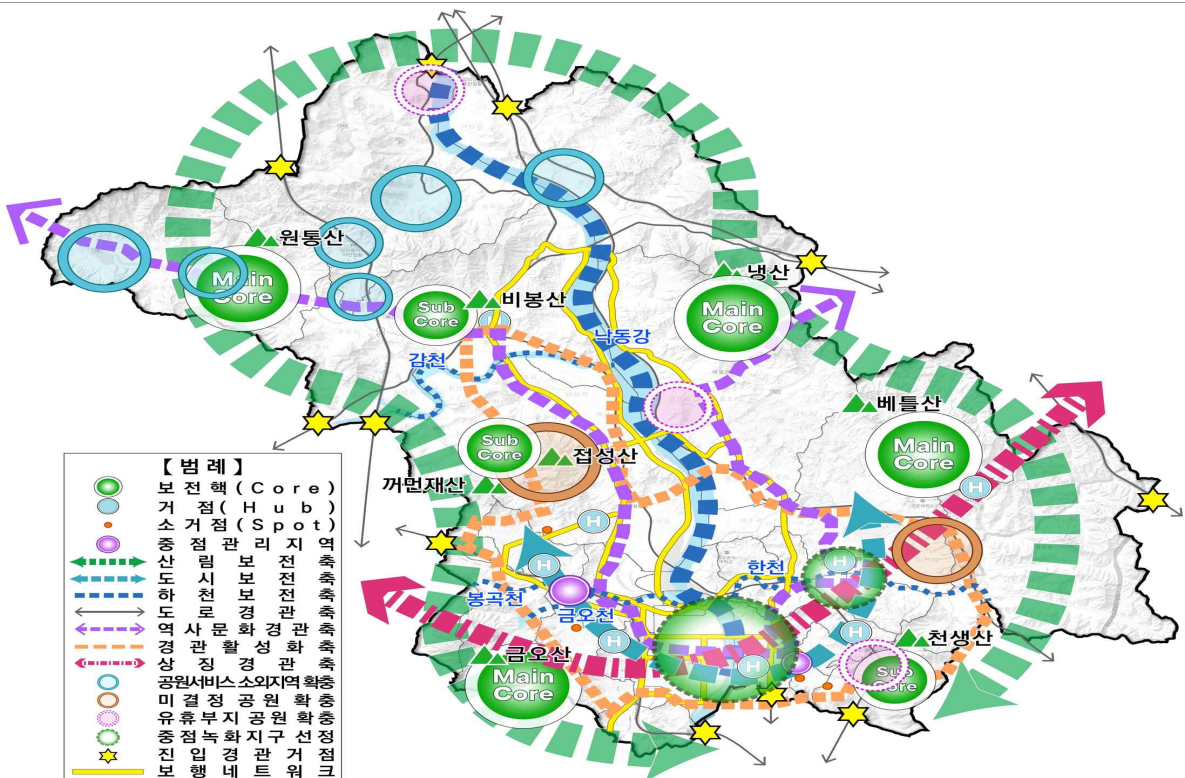 원통산
Main
Core
Sub
Core
비봉산
냉산
Main
Core
낙동강
감천
베틀산
Main
Core
Sub
Core
접성산
꺼먼재산
H
H
H
한천
봉곡천
금오천
H
H
H
금오산
Main
Core
천생산
Sub
Core
[범례]
보전핵(Core)
거점(Hub)
소거점(Spot)
중점관리지역
산림보전축
도시보전축
하천보전축
도로경관축
역사문화경관축
경관활성화축
상징경관축
공원서비스 소외지역 확충
미결정 공원 확충
유휴부지 공원 확충
중점녹화지구 선정
진입경관거점
보행네트워크